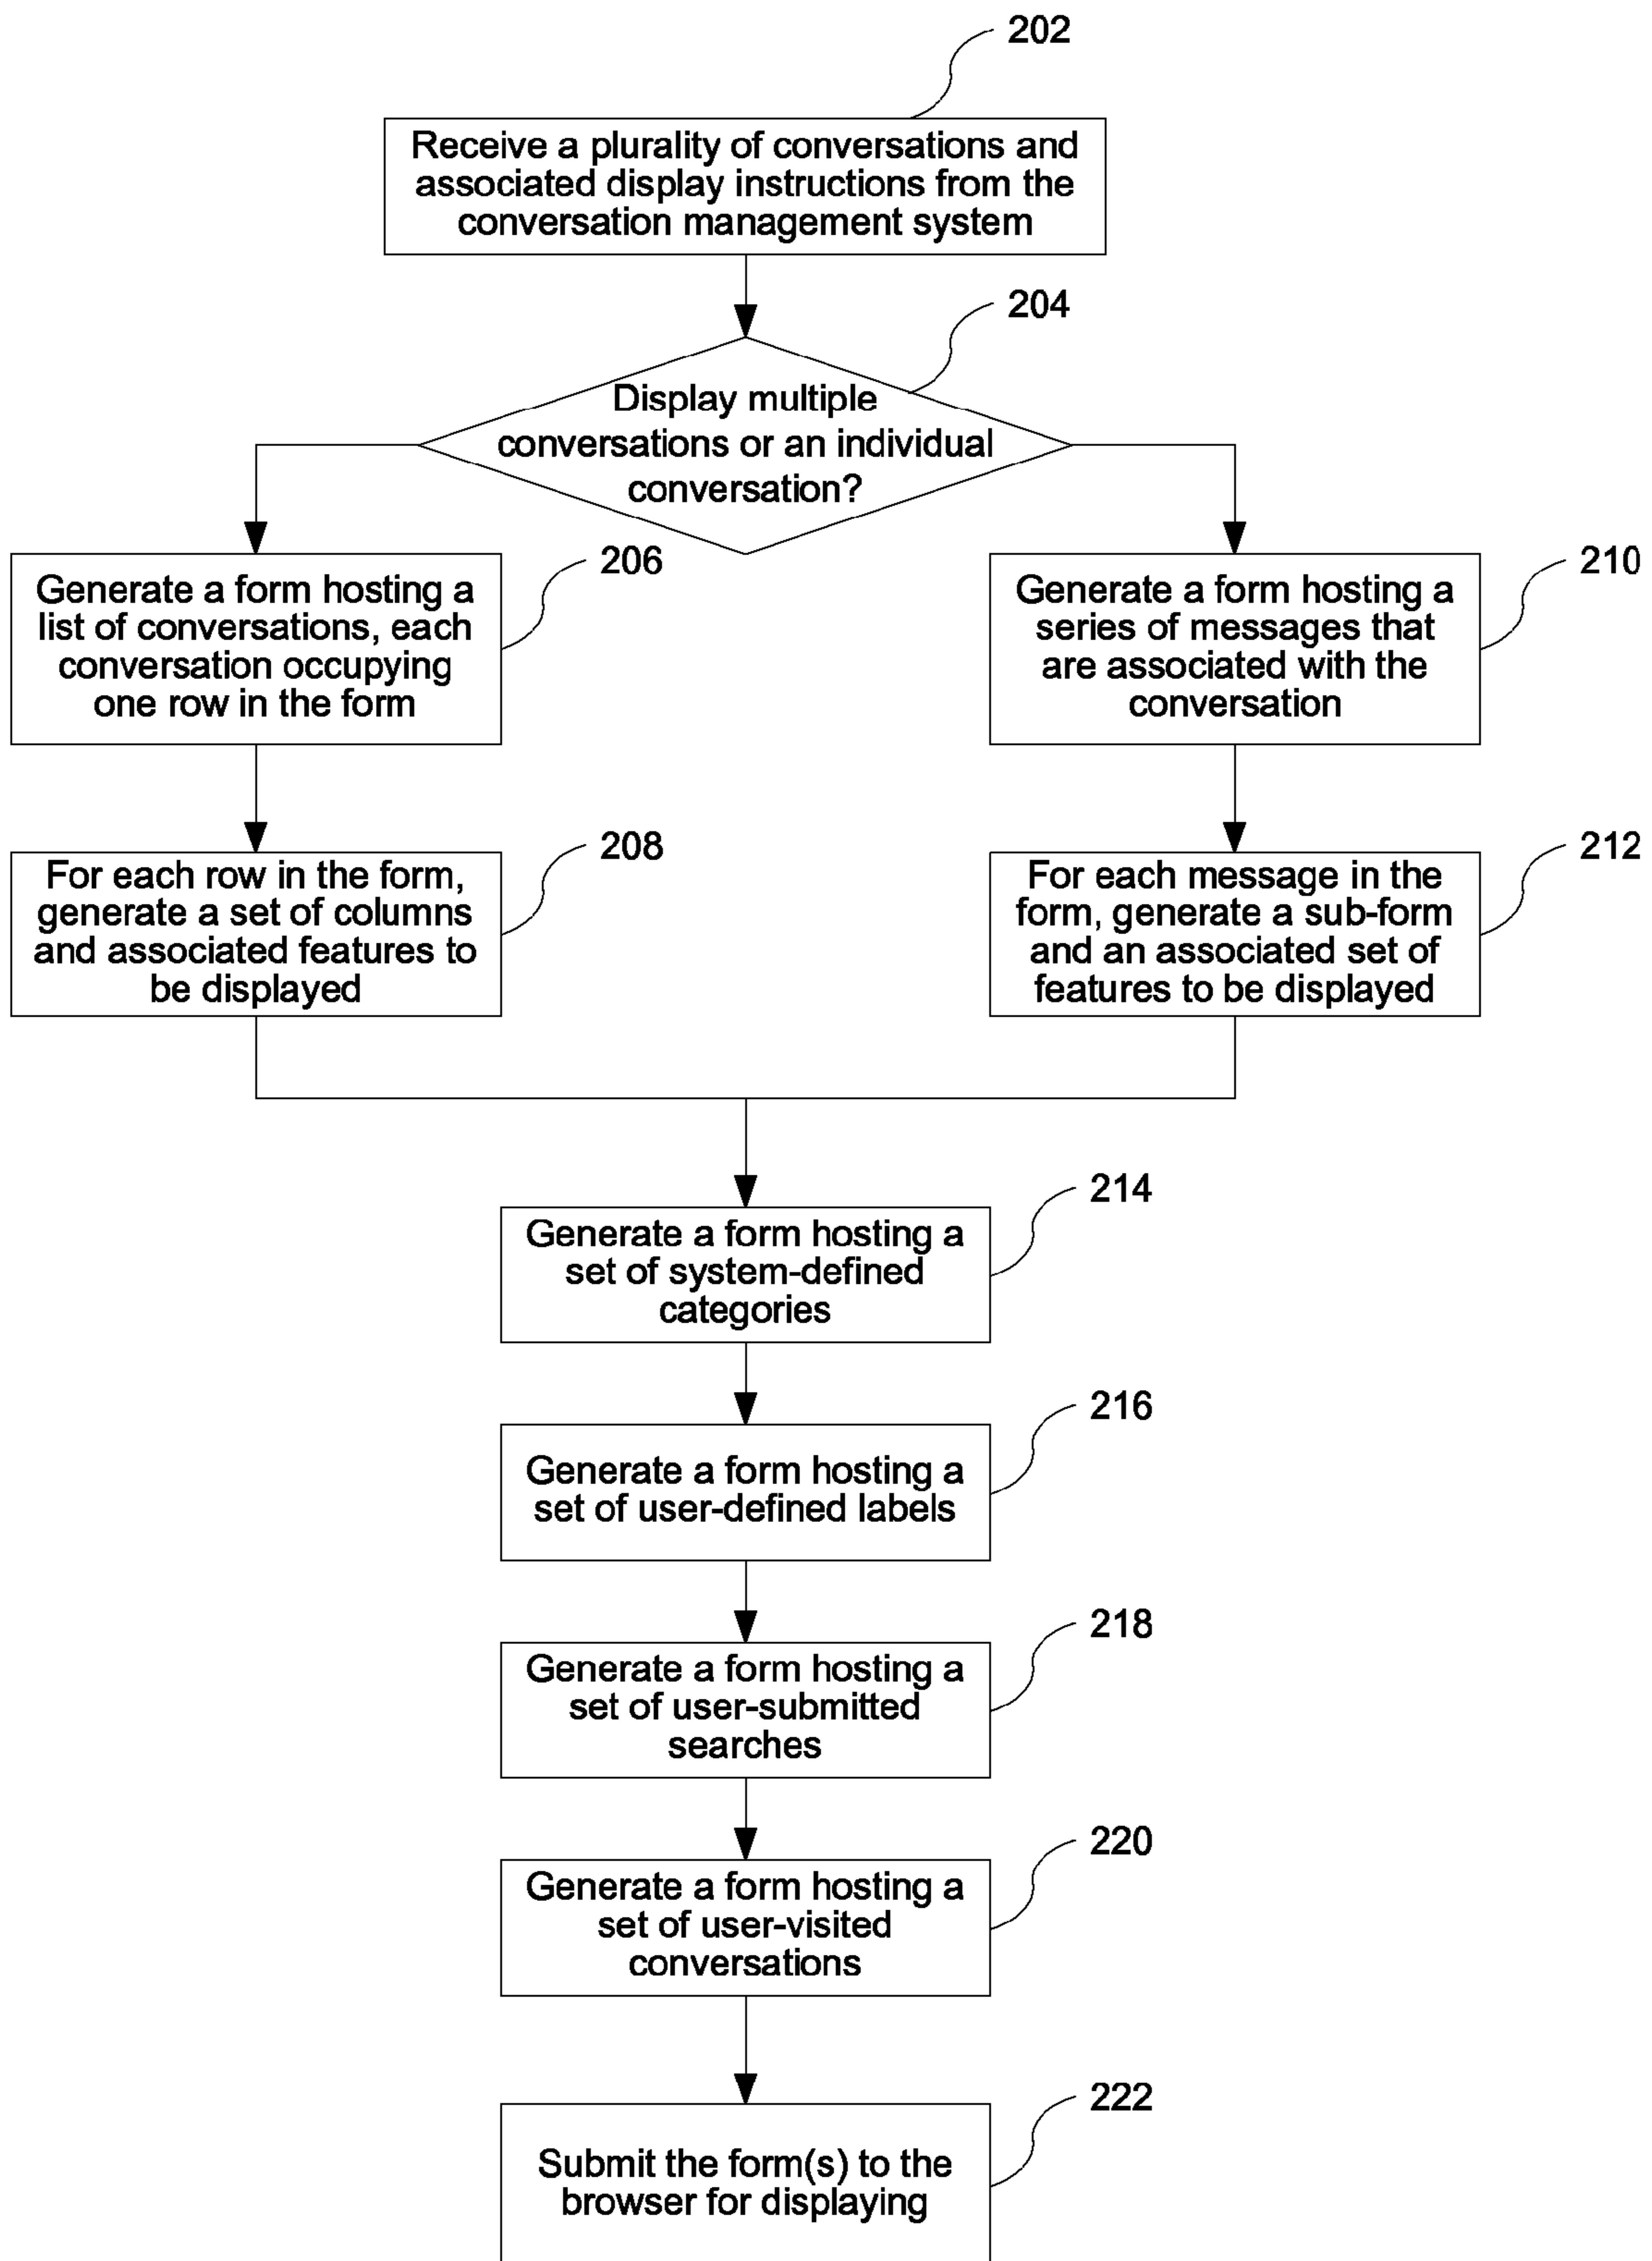 202
Receive a plurality of conversations and
associated display instructions from the
conversation management system
204
Display multiple
conversations or an individual
conversation?
206
Generate a form hosting a
list of conversations, each
conversation occupying
one row in the form
210
Generate a form hosting a
series of messages that
are associated with the
conversation
208
For each row in the form,
generate a set of columns
and associated features to
be displayed
212
For each message in the
form, generate a sub-form
and an associated set of
features to be displayed
214
Generate a form hosting a
set of system-defined
categories
216
Generate a form hosting a
set of user-defined labels
218
Generate a form hosting a
set of user-submitted
searches
220
Generate a form hosting a
set of user-visited
conversations
222
Submit the form(s) to the
browser for displaying